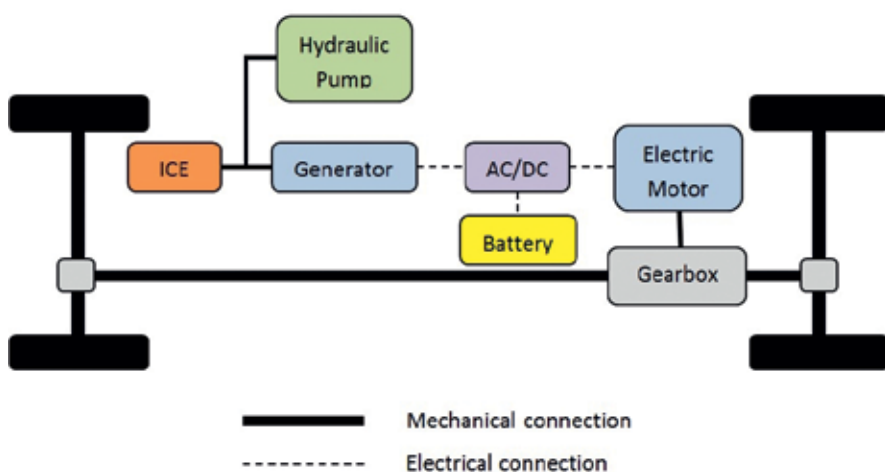 Hydraulic
Pump
ICE
Generator
AC/DC
Electric
Motor
Battery
Gearbox
Mechanical connection
Electrical connection